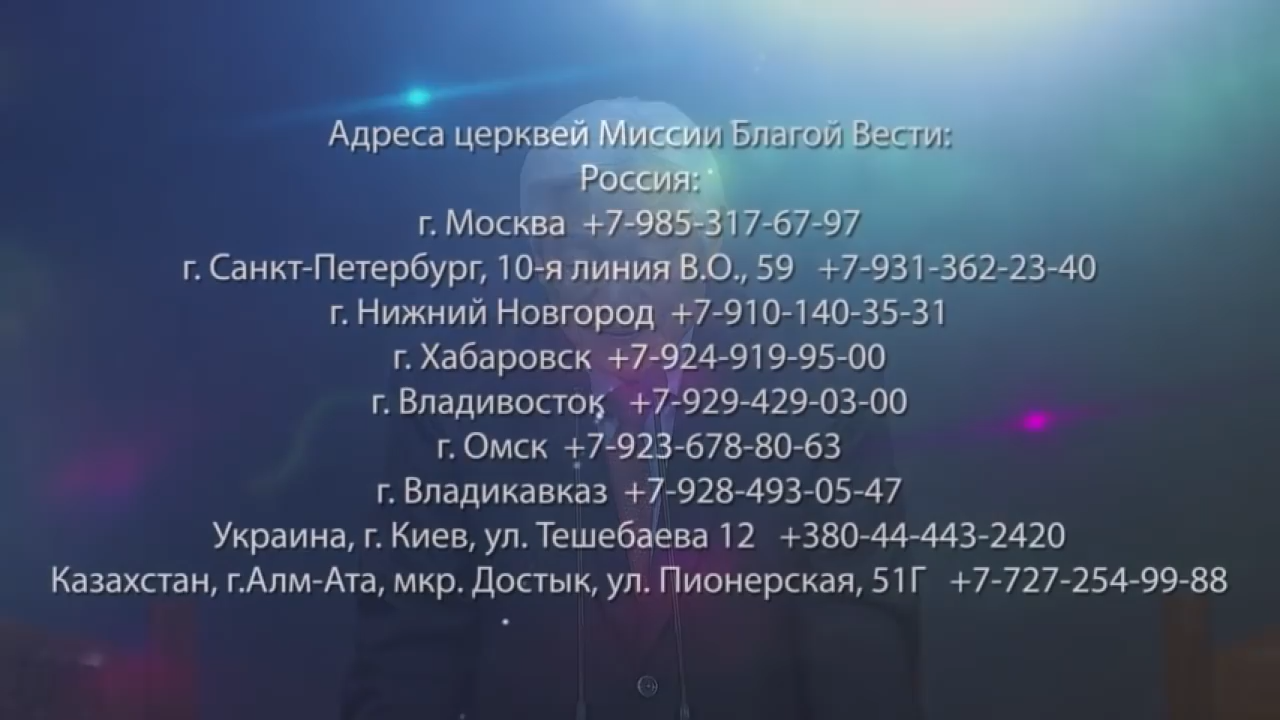 Адреса церквей Миссии Благой Вести:
Россия:
г. Москва +7-985-317-67-97
г. Санкт-Петербург, 10-я линия В.О., 59 +7-931-362-23-40
г. Нижний Новгород +7-910-140-35-31
г. Хабаровск +7-924-919-95-00
г. Владивосток +7-929-429-03-00
г. Омск +7-923-678-80-63
г. Владикавказ +7-928-493-05-47
Украина, г. Киев, ул. Тешебаева 12 +380-44-443-2420
Казахстан, г.Алм-Ата, мкр. Достык, ул. Пионерская, 51Г +7-727-254-99-88